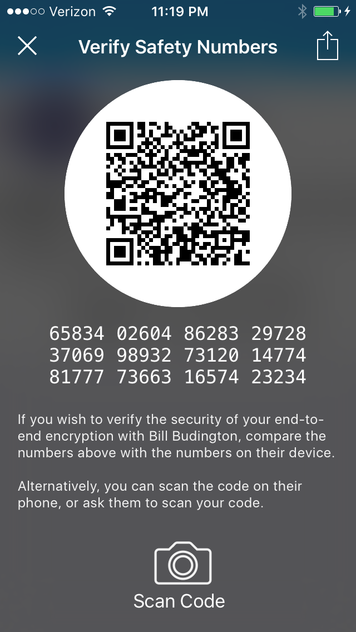 Verizon 11:19 PM
Verify Safety Numbers
65834 02604 86283 29728
37069 98932 73120 14774
81777 73663 16574 23234
If you wish to verify the security of your end-to-
end encryption with Bill Budington, compare the
numbers above with the numbers on their device.
Alternatively, you can scan the code on their
phone, or ask them to scan your code.
Scan Code